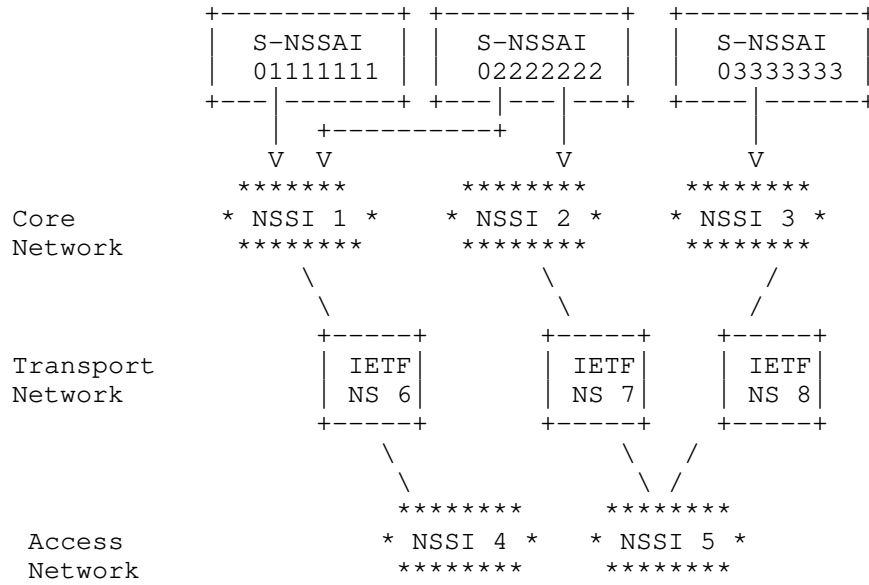 S-NSSAI S-NSSAI S-NSSAI
01111111 02222222 03333333
V V V V
Core * NSSI 1 * * NSSI 2 * * NSSI 3 *
Network
IETF IETF IETF
Transport
Network NS 6 NS 7 NS 8
Access * NSSI 4 * * NSSI 5 *
Network